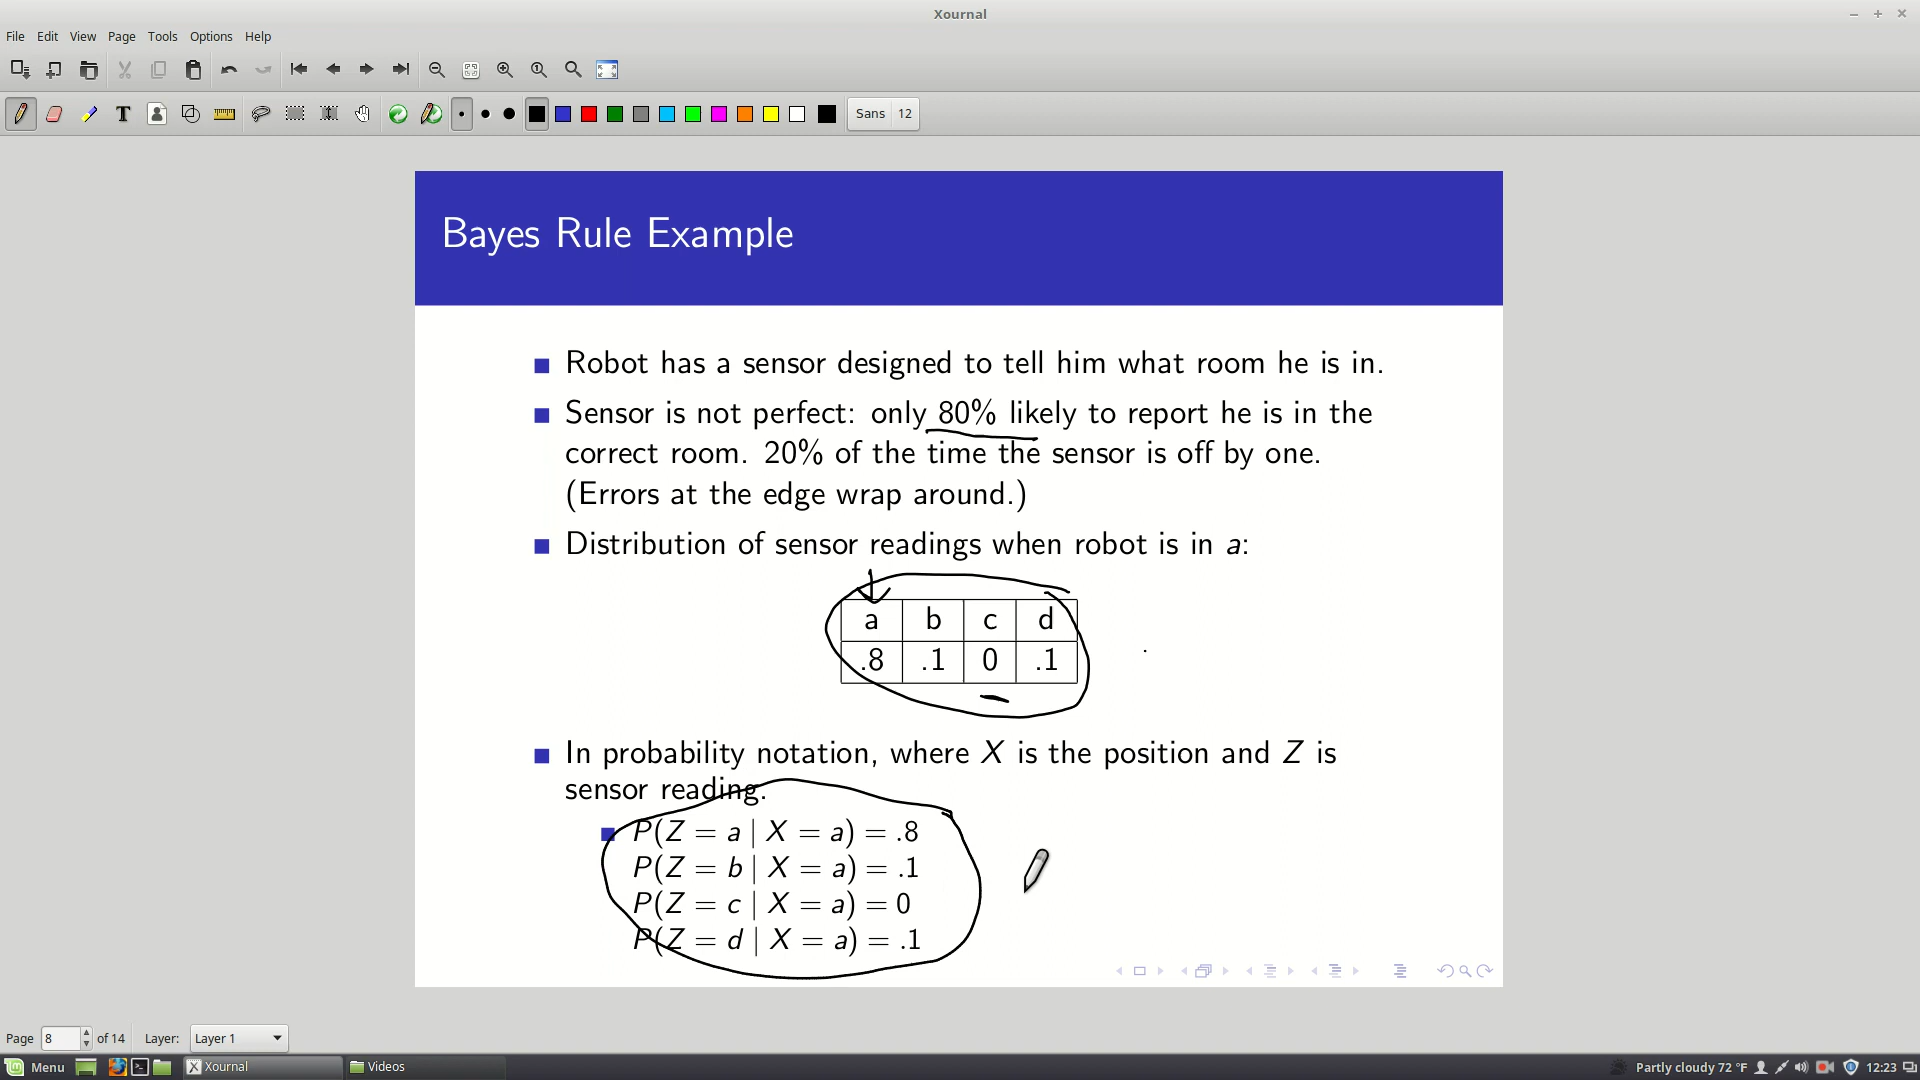 Xournal
File Edit View Page Tools Options Help
Sans 12
Bayes Rule Example
Robot has a sensor designed to tell him what room he is in.
Sensor is not perfect: only 80% likely to report he is in the
correct room. 20% of the time the sensor is off by one.
(Errors at the edge wrap around.)
Distribution of sensor readings when robot is in a:
a b c d
.8 .1 0 .1
In probability notation, where X is the position and Z is
sensor reading:
P(Z = a | X = a) = .8
P(Z = b | X = a) = .1
P(Z = c | X = a) = 0
P(Z = d | X = a) = .1
Page 8 of 14 Layer: Layer 1
Menu Xournal Videos Partly cloudy 72 °F 12:23